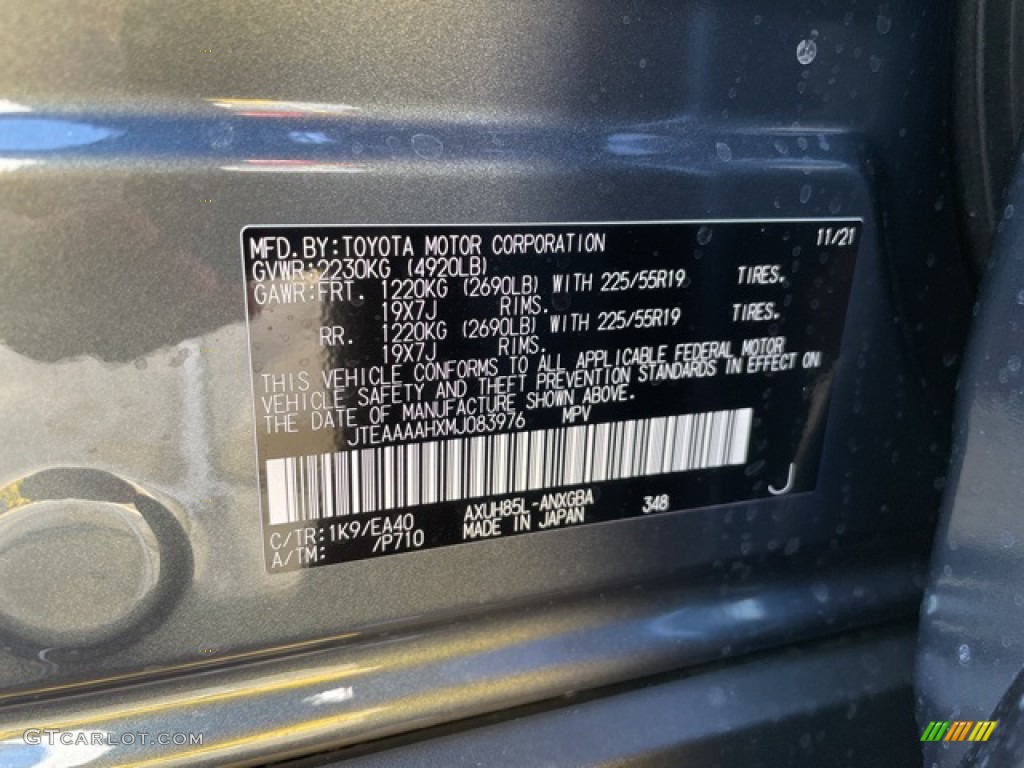 MFD.BY:TOYOTA MOTOR CORPORATION 11/21
GVWR:2230KG (4920LB)
GAWR:FRT. 1220KG (2690LB) WITH 225/55R19 TIRES.
19X7J RIMS.
RR. 1220KG (2690LB) WITH 225/55R19 TIRES.
19X7J RIMS.
THIS VEHICLE CONFORMS TO ALL APPLICABLE FEDERAL MOTOR
VEHICLE SAFETY AND THEFT PREVENTION STANDARDS IN EFFECT ON
THE DATE OF MANUFACTURE SHOWN ABOVE.
JTEAAAAHXMJ083976 MPV
J
C/TR:1K9/EA40 AXUH85L-ANXGBA 348
A/TM: /P710 MADE IN JAPAN
GTCARLOT.COM